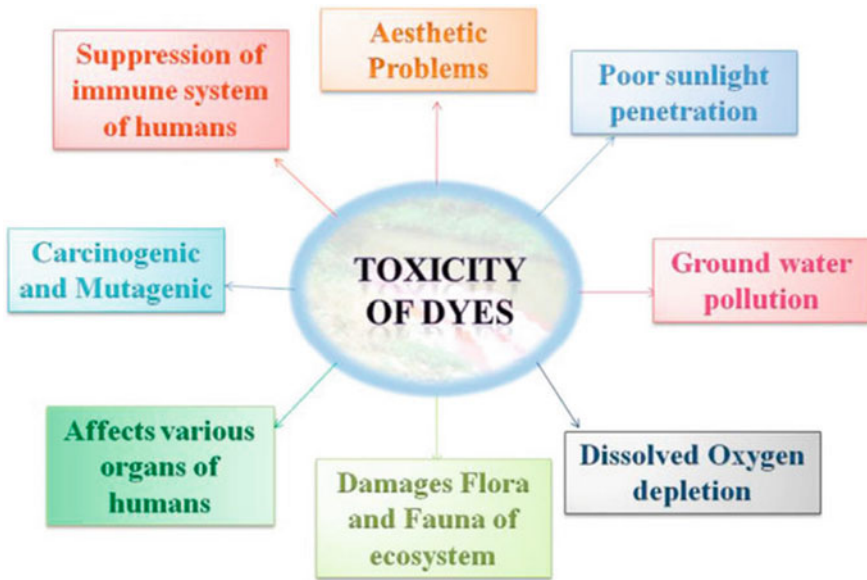 Aesthetic
Problems
Suppression of
immune system
of humans
Poor sunlight
penetration
Carcinogenic
and Mutagenic
TOXICITY
OF DYES
Ground water
pollution
Affects various
organs of
humans
Damages Flora
and Fauna of
ecosystem
Dissolved Oxygen
depletion